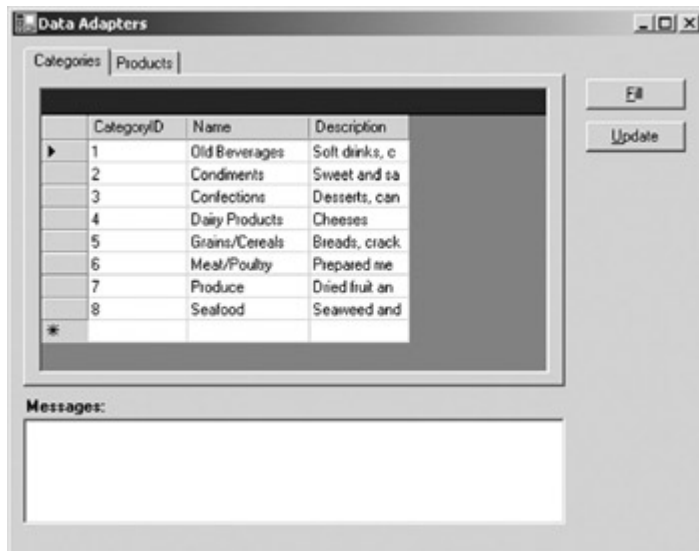 Data Adapters
Categories Products
Fill
Update
CategoryID Name Description
1 Old Beverages Soft drinks, c
2 Condiments Sweet and sa
3 Confections Desserts, can
4 Dairy Products Cheeses
5 Grains/Cereals Breads, crack
6 Meat/Poultry Prepared me
7 Produce Dried fruit an
8 Seafood Seaweed and
Messages: